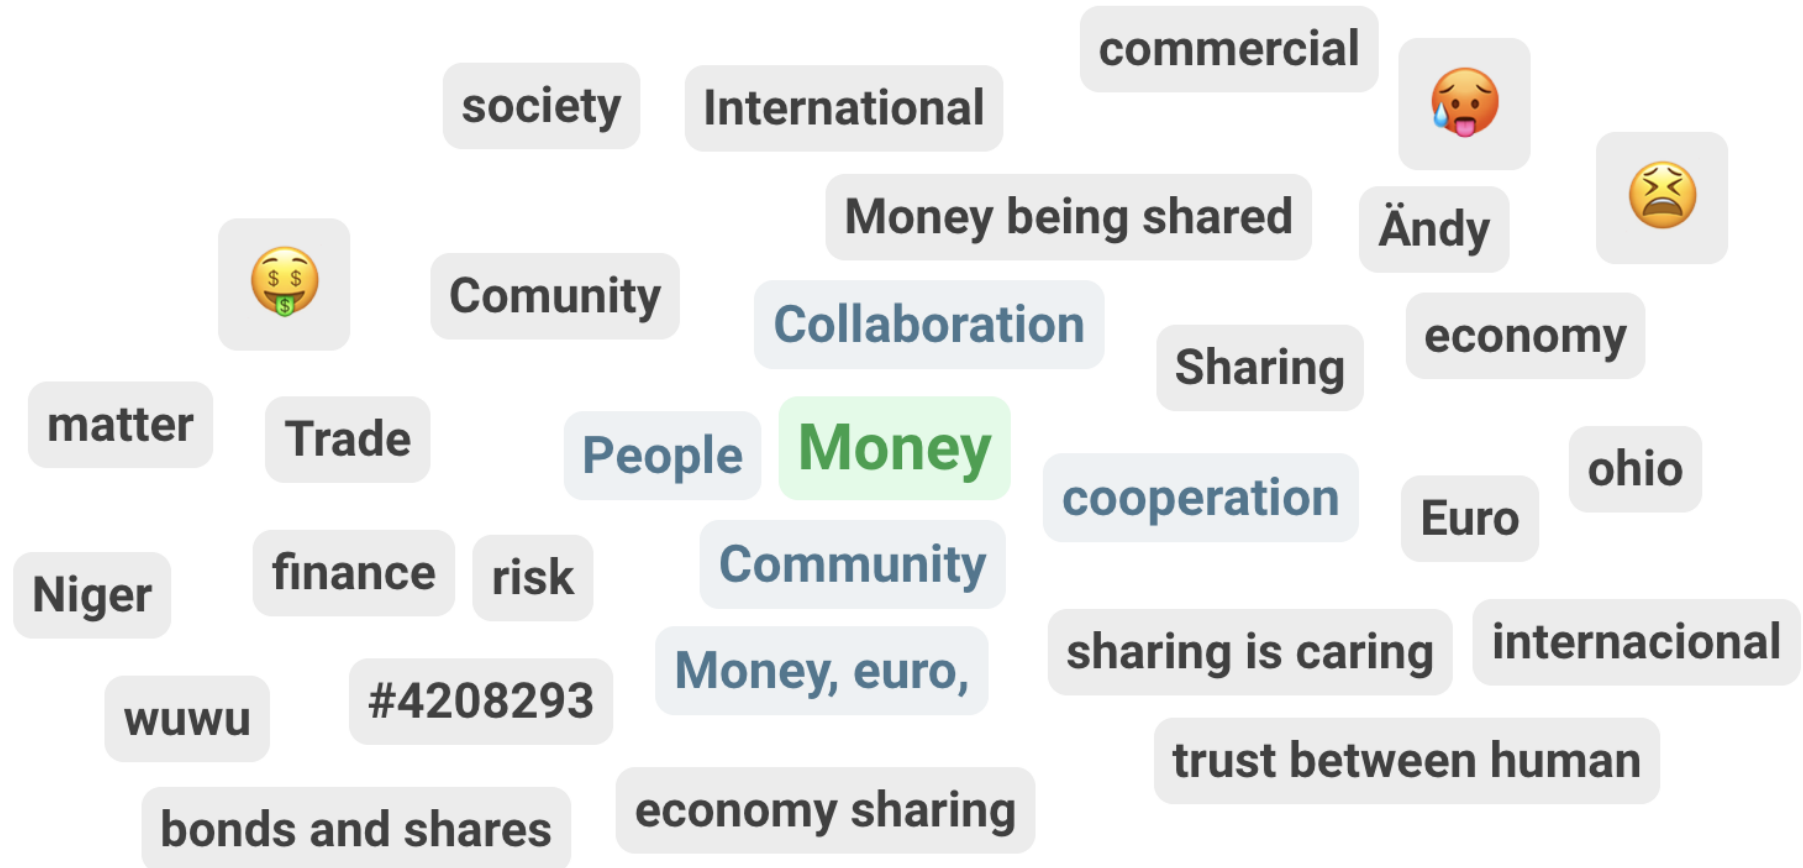 commercial
society
International
Money being shared
Ändy
Comunity
Collaboration
economy
Sharing
matter
Trade
People
Money
ohio
cooperation
Euro
finance
risk
Community
Niger
sharing is caring
internacional
Money, euro,
#4208293
wuwu
trust between human
economy sharing
bonds and shares